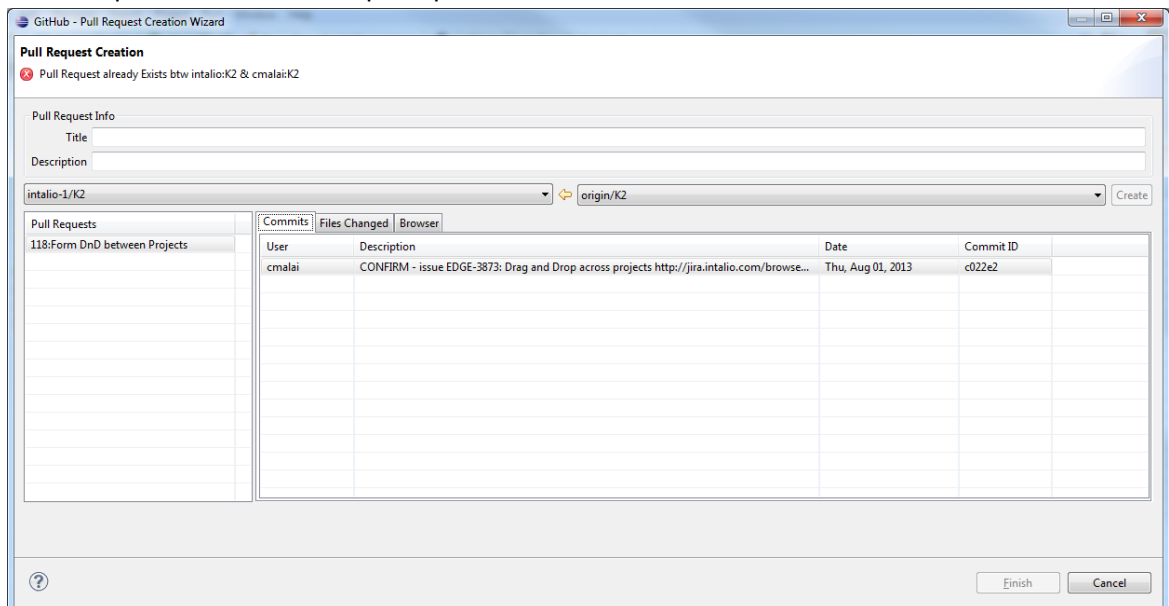 GitHub - Pull Request Creation Wizard
Pull Request Creation
Pull Request already Exists btw intalio:K2 & cmalai:K2
Pull Request Info
Title
Description
intalio-1/K2
origin/K2
Create
Pull Requests
118:Form DnD between Projects
Commits Files Changed Browser
User Description Date Commit ID
cmalai CONFIRM - issue EDGE-3873: Drag and Drop across projects http://jira.intalio.com/browse... Thu, Aug 01, 2013 c022e2
?
Finish Cancel